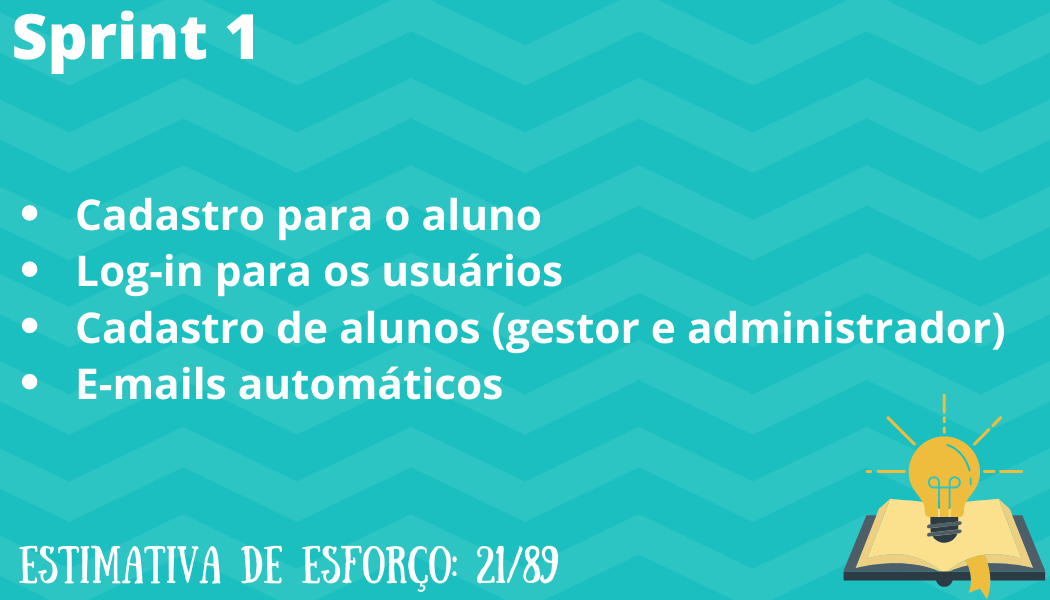 Sprint 1
• Cadastro para o aluno
• Log-in para os usuários
• Cadastro de alunos (gestor e administrador)
• E-mails automáticos
ESTIMATIVA DE ESFORÇO: 21/89